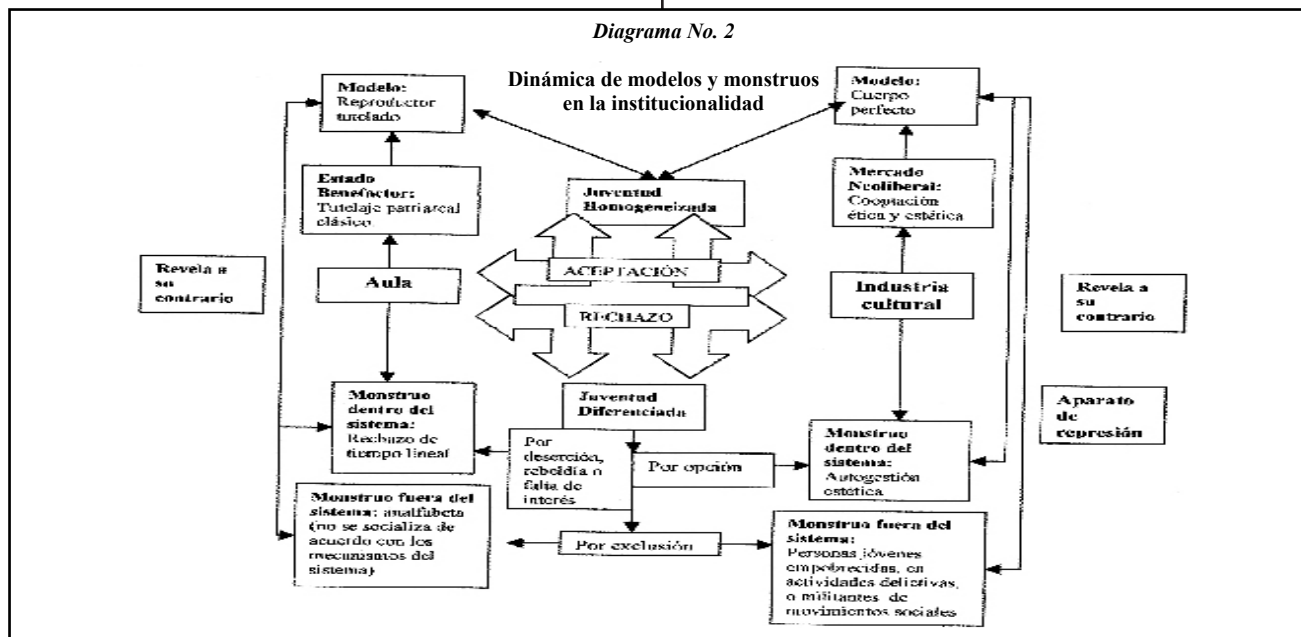 Diagrama No. 2
Dinámica de modelos y monstruos
en la institucionalidad
Modelo:
Reproductor
tutelado
Modelo:
Cuerpo
perfecto
Estado
Benefactor:
Tutelaje patriarcal
clásico
Juventud
Homogeneizada
Mercado
Neoliberal:
Cooptación
ética y estética
Revela a
su
contrario
Aula
ACEPTACIÓN
RECHAZO
Industria
cultural
Revela a
su
contrario
Monstruo
dentro del
sistema:
Rechazo de
tiempo lineal
Juventud
Diferenciada
Aparato
de
represión
Por
deserción,
rebeldía o
falta de
interés
Por opción
Monstruo
dentro del
sistema:
Autogestión
estética
Monstruo fuera del
sistema: analfabeta
(no se socializa de
acuerdo con los
mecanismos del
sistema)
Por exclusión
Monstruo fuera del
sistema:
Personas jóvenes
empobrecidas, en
actividades delictivas,
o militantes de
movimientos sociales